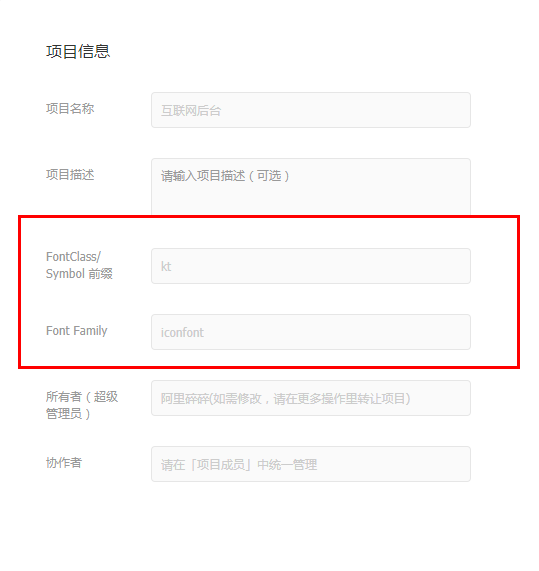 项目信息
项目名称
互联网后台
项目描述
请输入项目描述（可选）
FontClass/
Symbol 前缀
kt
Font Family
iconfont
所有者（超级
管理员）
阿里碎碎(如需修改，请在更多操作里转让项目)
协作者
请在「项目成员」中统一管理